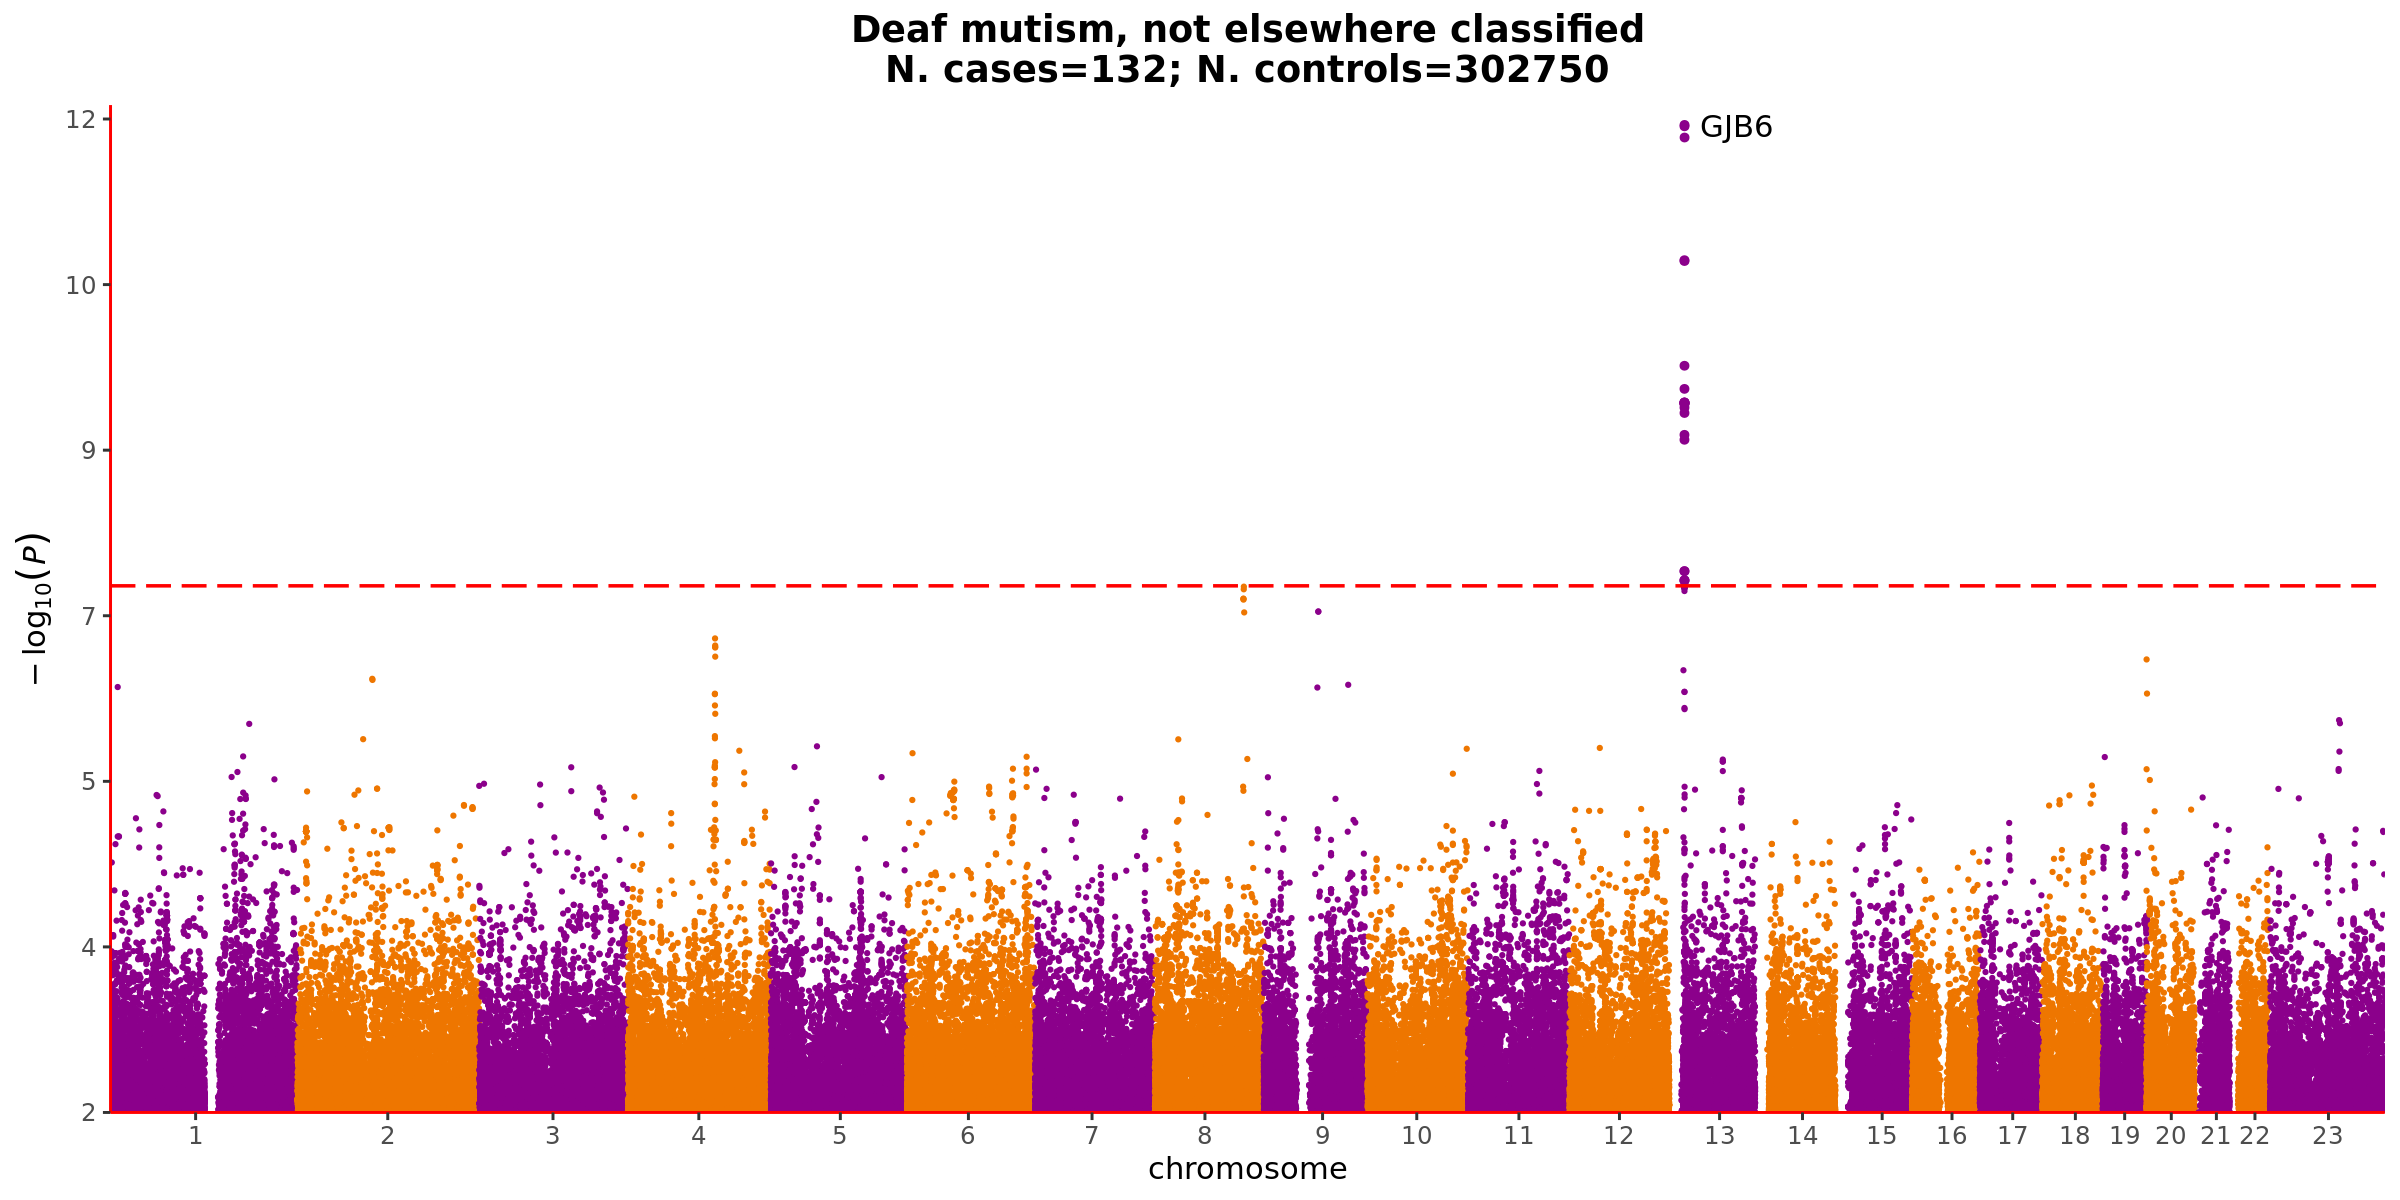 Deaf mutism, not elsewhere classified
N. cases=132; N. controls=302750
12
GJB6
10
9
7
5
4
2
−log₁₀(P)
1 2 3 4 5 6 7 8 9 10 11 12 13 14 15 16 17 18 19 20 21 22 23
chromosome